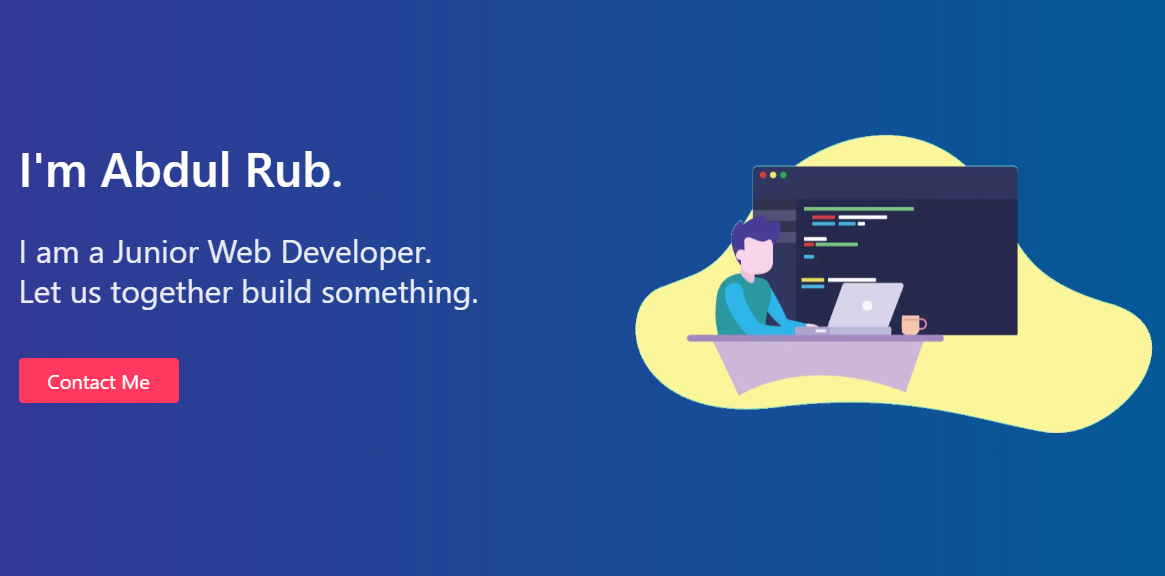 I'm Abdul Rub.
I am a Junior Web Developer.
Let us together build something.
Contact Me